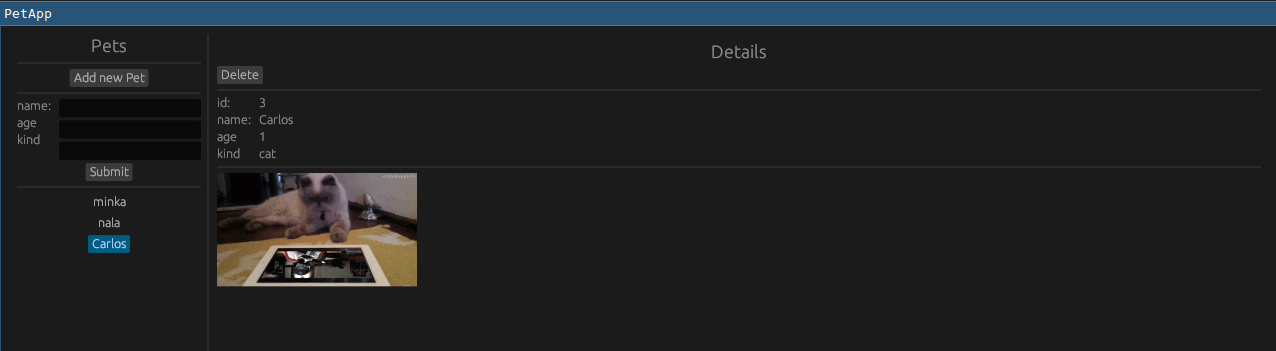 PetApp
Pets
Add new Pet
name:
age
kind
Submit
minka
nala
Carlos
Details
Delete
id: 3
name: Carlos
age 1
kind cat